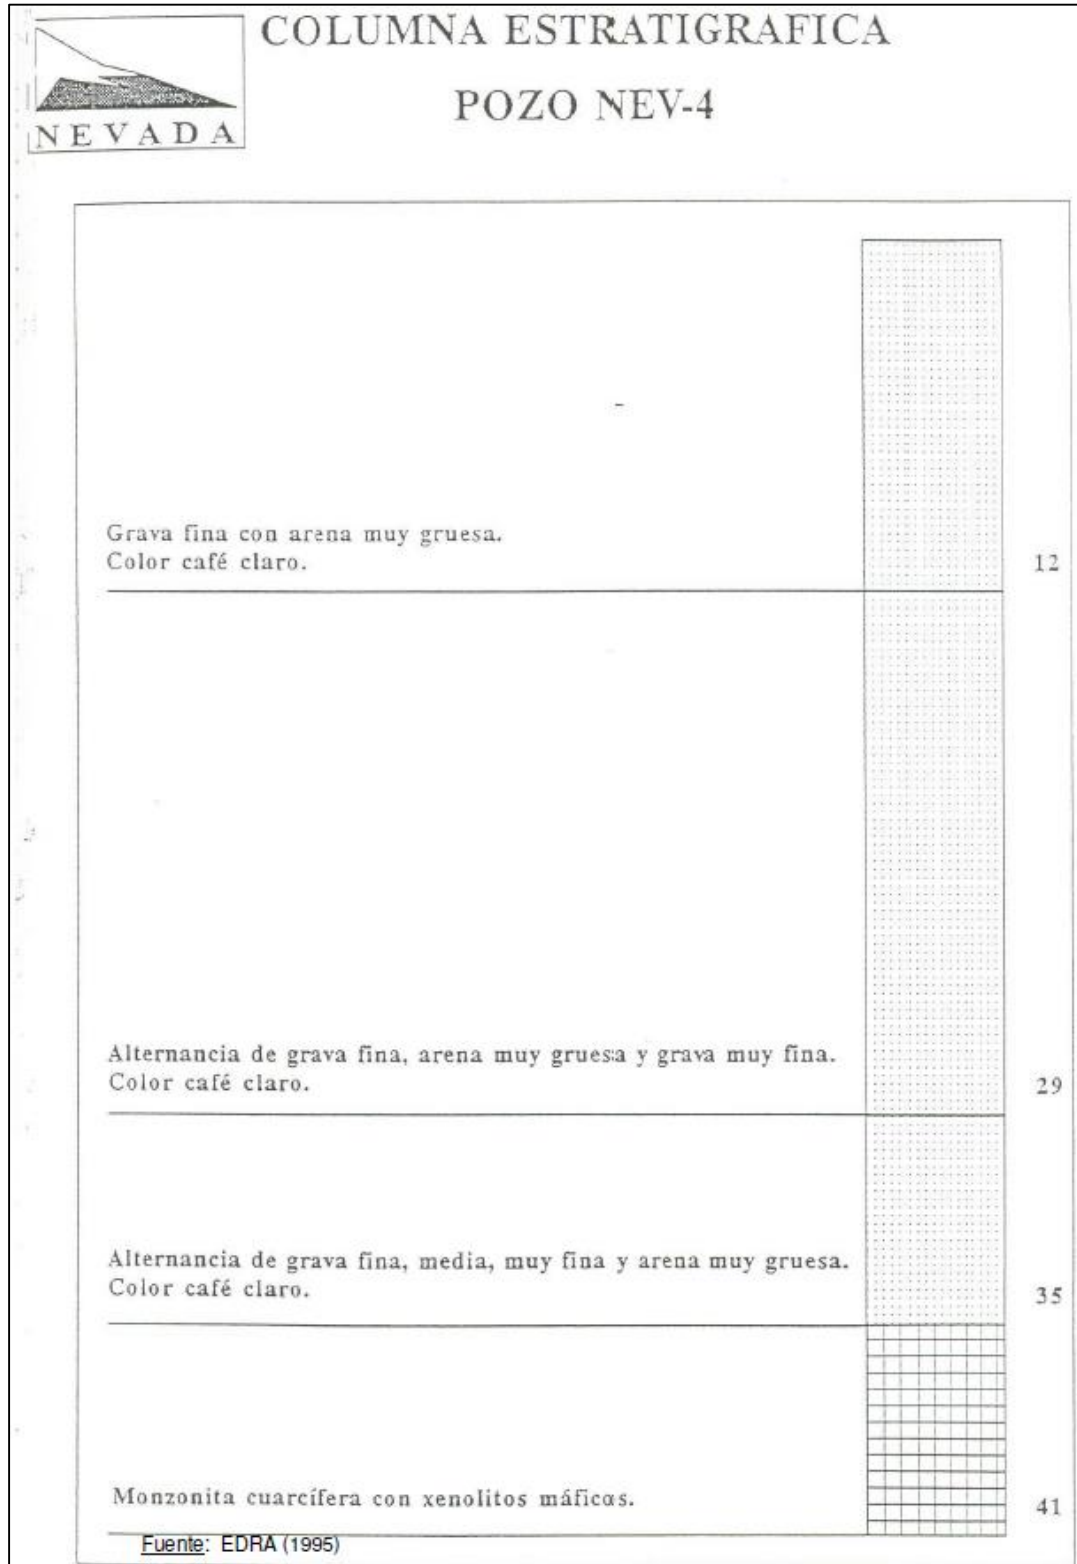 COLUMNA ESTRATIGRAFICA
POZO NEV-4
NEVADA
Grava fina con arena muy gruesa.
Color café claro.
12
Alternancia de grava fina, arena muy gruesa y grava muy fina.
Color café claro.
29
Alternancia de grava fina, media, muy fina y arena muy gruesa.
Color café claro.
35
Monzonita cuarcífera con xenolitos máficos.
41
Fuente: EDRA (1995)